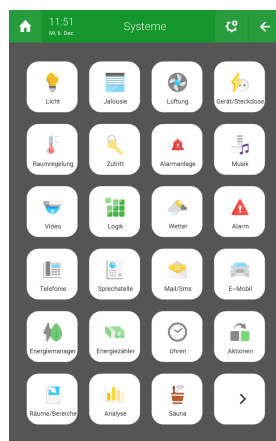 11:51
Mi, 6. Dez.
Systeme
Licht
Jalousie
Lüftung
Gerät/Steckdose
Raumregelung
Zutritt
Alarmanlage
Musik
Video
Logik
Wetter
Alarm
Telefonie
Sprechstelle
Mail/Sms
E-Mobil
Energiemanager
Energiezähler
Uhren
Aktionen
Räume/Bereiche
Analyse
Sauna